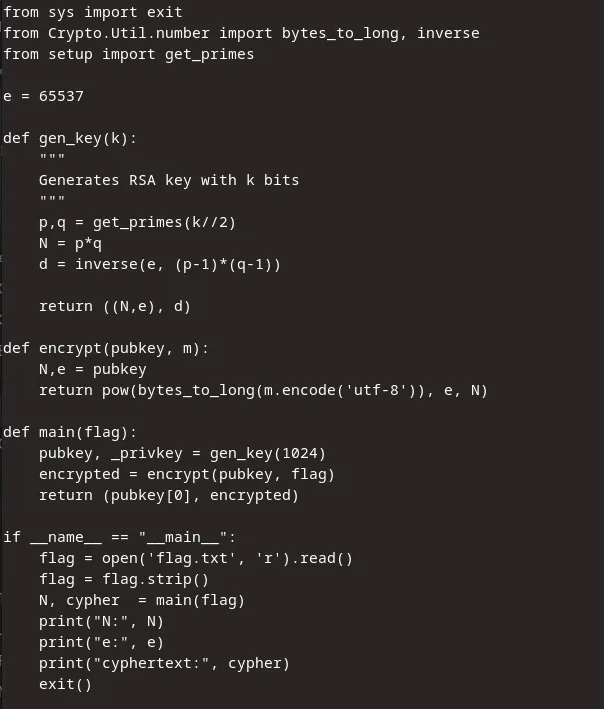 from sys import exit
from Crypto.Util.number import bytes_to_long, inverse
from setup import get_primes

e = 65537

def gen_key(k):
    """
    Generates RSA key with k bits
    """
    p,q = get_primes(k//2)
    N = p*q
    d = inverse(e, (p-1)*(q-1))

    return ((N,e), d)

def encrypt(pubkey, m):
    N,e = pubkey
    return pow(bytes_to_long(m.encode('utf-8')), e, N)

def main(flag):
    pubkey, _privkey = gen_key(1024)
    encrypted = encrypt(pubkey, flag)
    return (pubkey[0], encrypted)

if __name__ == "__main__":
    flag = open('flag.txt', 'r').read()
    flag = flag.strip()
    N, cypher  = main(flag)
    print("N:", N)
    print("e:", e)
    print("cyphertext:", cypher)
    exit()